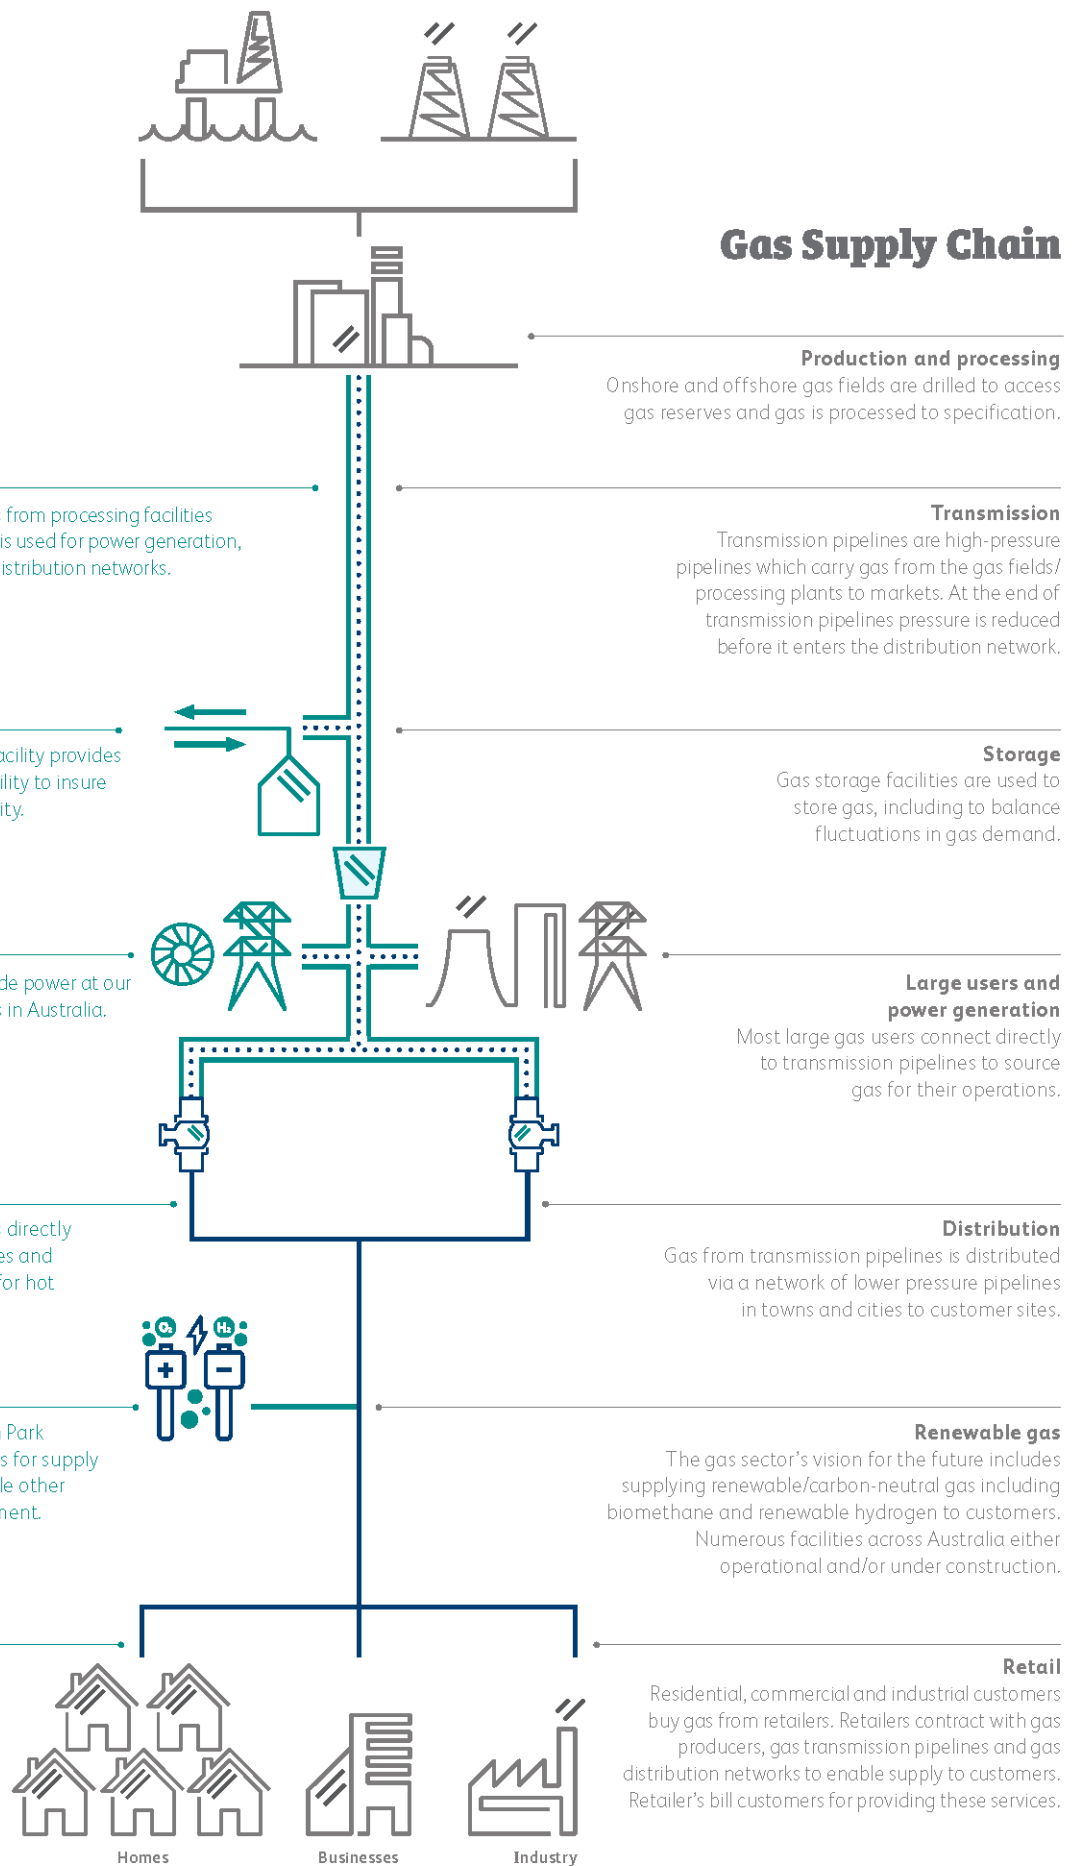 Gas Supply Chain
Production and processing
Onshore and offshore gas fields are drilled to access
gas reserves and gas is processed to specification.
from processing facilities
is used for power generation,
distribution networks.
Transmission
Transmission pipelines are high-pressure
pipelines which carry gas from the gas fields/
processing plants to markets. At the end of
transmission pipelines pressure is reduced
before it enters the distribution network.
facility provides
to insure
Storage
Gas storage facilities are used to
store gas, including to balance
fluctuations in gas demand.
power at our
in Australia.
Large users and
power generation
Most large gas users connect directly
to transmission pipelines to source
gas for their operations.
directly
and
for hot
Distribution
Gas from transmission pipelines is distributed
via a network of lower pressure pipelines
in towns and cities to customer sites.
O₂ H₂
+ −
Park
for supply
other
Renewable gas
The gas sector's vision for the future includes
supplying renewable/carbon-neutral gas including
biomethane and renewable hydrogen to customers.
Numerous facilities across Australia either
operational and/or under construction.
Retail
Residential, commercial and industrial customers
buy gas from retailers. Retailers contract with gas
producers, gas transmission pipelines and gas
distribution networks to enable supply to customers.
Retailer's bill customers for providing these services.
Homes
Businesses
Industry